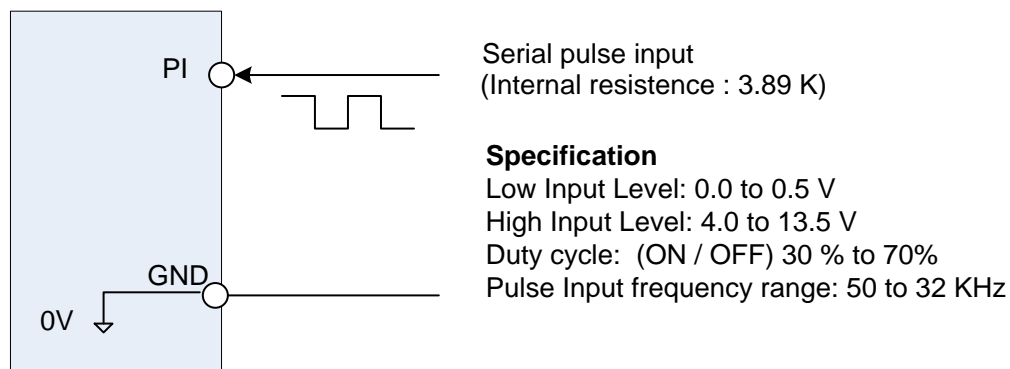 PI
Serial pulse input
(Internal resistence : 3.89 K)
Specification
Low Input Level: 0.0 to 0.5 V
High Input Level: 4.0 to 13.5 V
Duty cycle:  (ON / OFF) 30 % to 70%
Pulse Input frequency range: 50 to 32 KHz
GND
0V